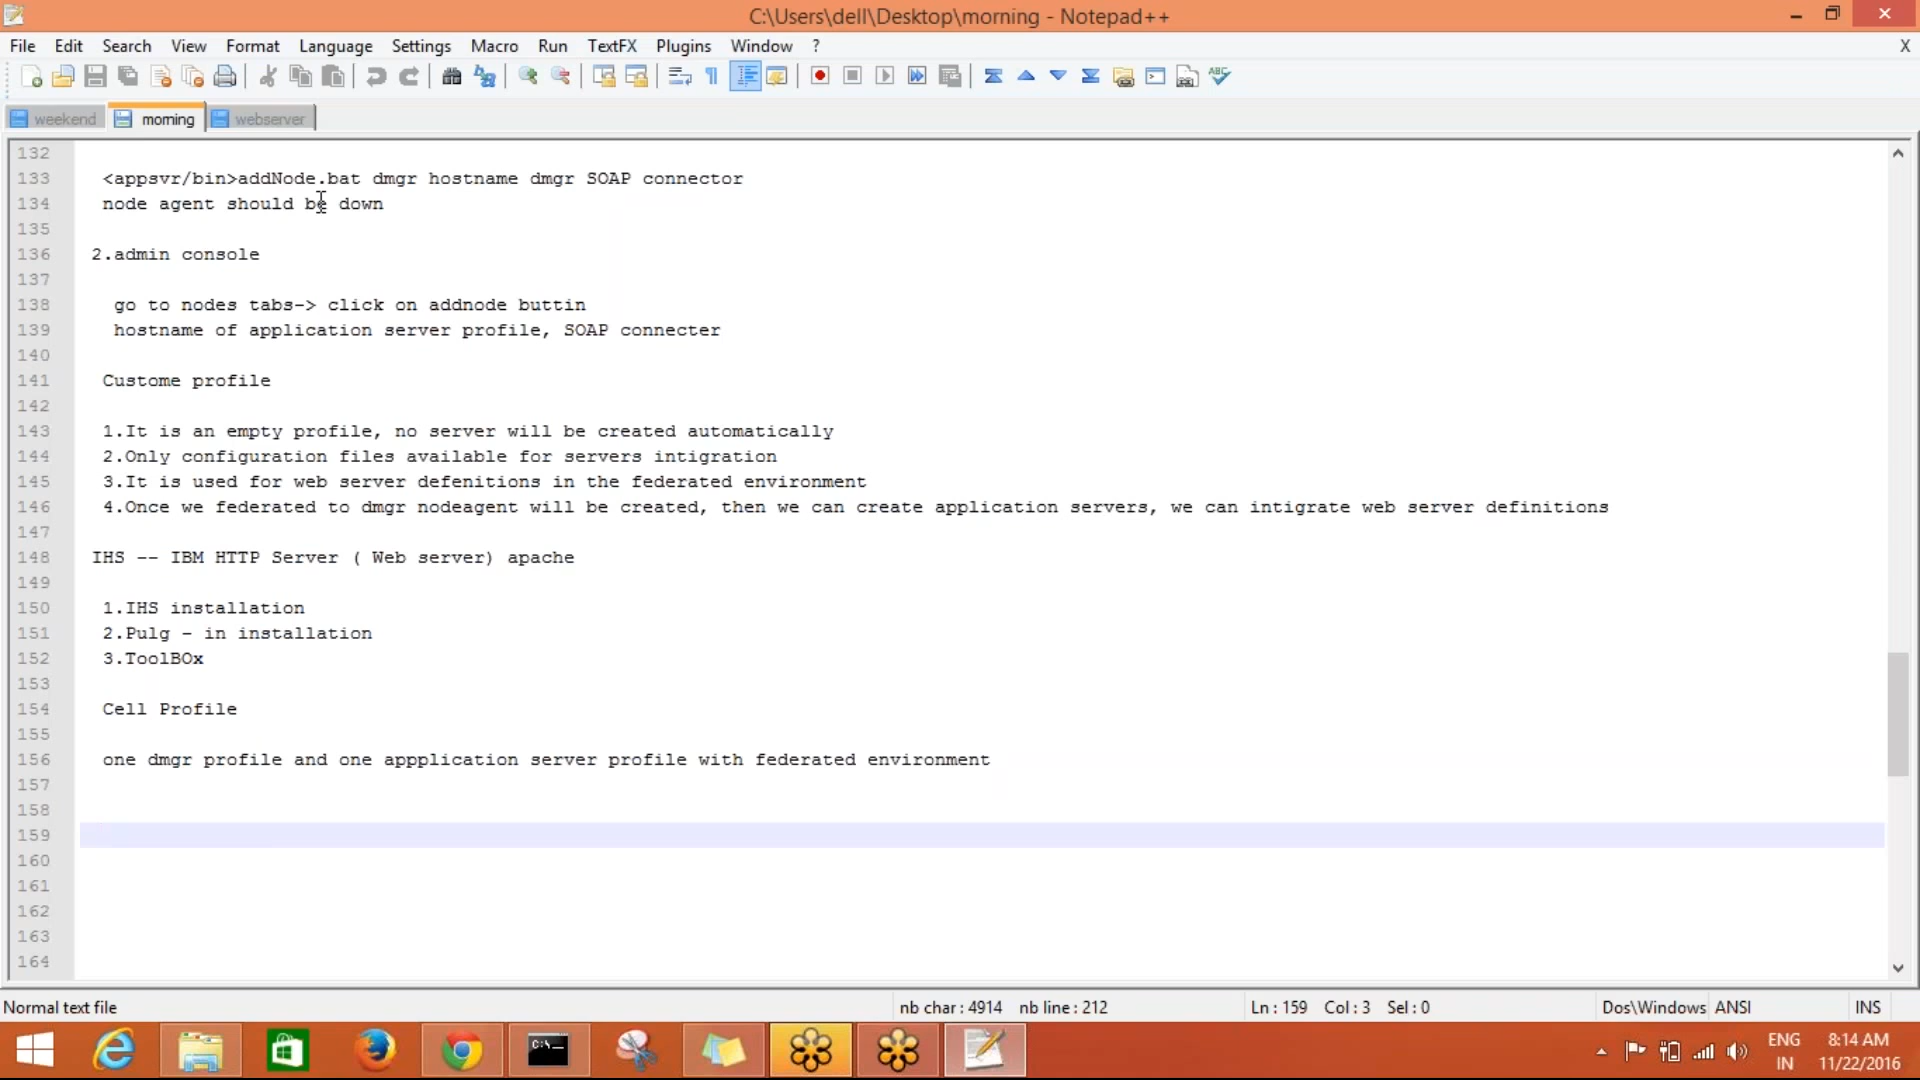 C:\Users\dell\Desktop\morning - Notepad++
File Edit Search View Format Language Settings Macro Run TextFX Plugins Window ? X
weekend morning webserver
132
133 <appsvr/bin>addNode.bat dmgr hostname dmgr SOAP connector
134 node agent should be down
135
136 2.admin console
137
138 go to nodes tabs-> click on addnode buttin
139 hostname of application server profile, SOAP connecter
140
141 Custome profile
142
143 1.It is an empty profile, no server will be created automatically
144 2.Only configuration files available for servers intigration
145 3.It is used for web server defenitions in the federated environment
146 4.Once we federated to dmgr nodeagent will be created, then we can create application servers, we can intigrate web server definitions
147
148 IHS -- IBM HTTP Server ( Web server) apache
149
150 1.IHS installation
151 2.Pulg - in installation
152 3.ToolBOx
153
154 Cell Profile
155
156 one dmgr profile and one appplication server profile with federated environment
157
158
159
160
161
162
163
164
Normal text file nb char : 4914 nb line : 212 Ln : 159 Col : 3 Sel : 0 Dos\Windows ANSI INS
ENG 8:14 AM
IN 11/22/2016